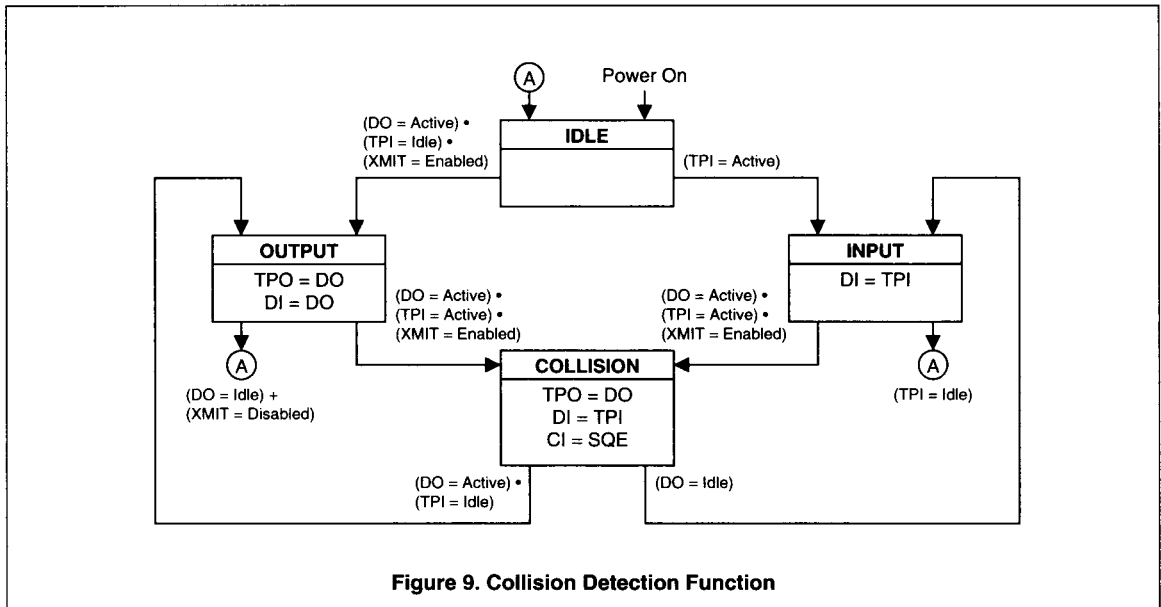 A
Power On
(DO = Active) •
(TPI = Idle) •
(XMIT = Enabled)
IDLE
(TPI = Active)
OUTPUT
TPO = DO
DI = DO
INPUT
DI = TPI
(DO = Active) •
(TPI = Active) •
(XMIT = Enabled)
(DO = Active) •
(TPI = Active) •
(XMIT = Enabled)
A
(DO = Idle) +
(XMIT = Disabled)
COLLISION
TPO = DO
DI = TPI
CI = SQE
A
(TPI = Idle)
(DO = Active) •
(TPI = Idle)
(DO = Idle)
Figure 9. Collision Detection Function